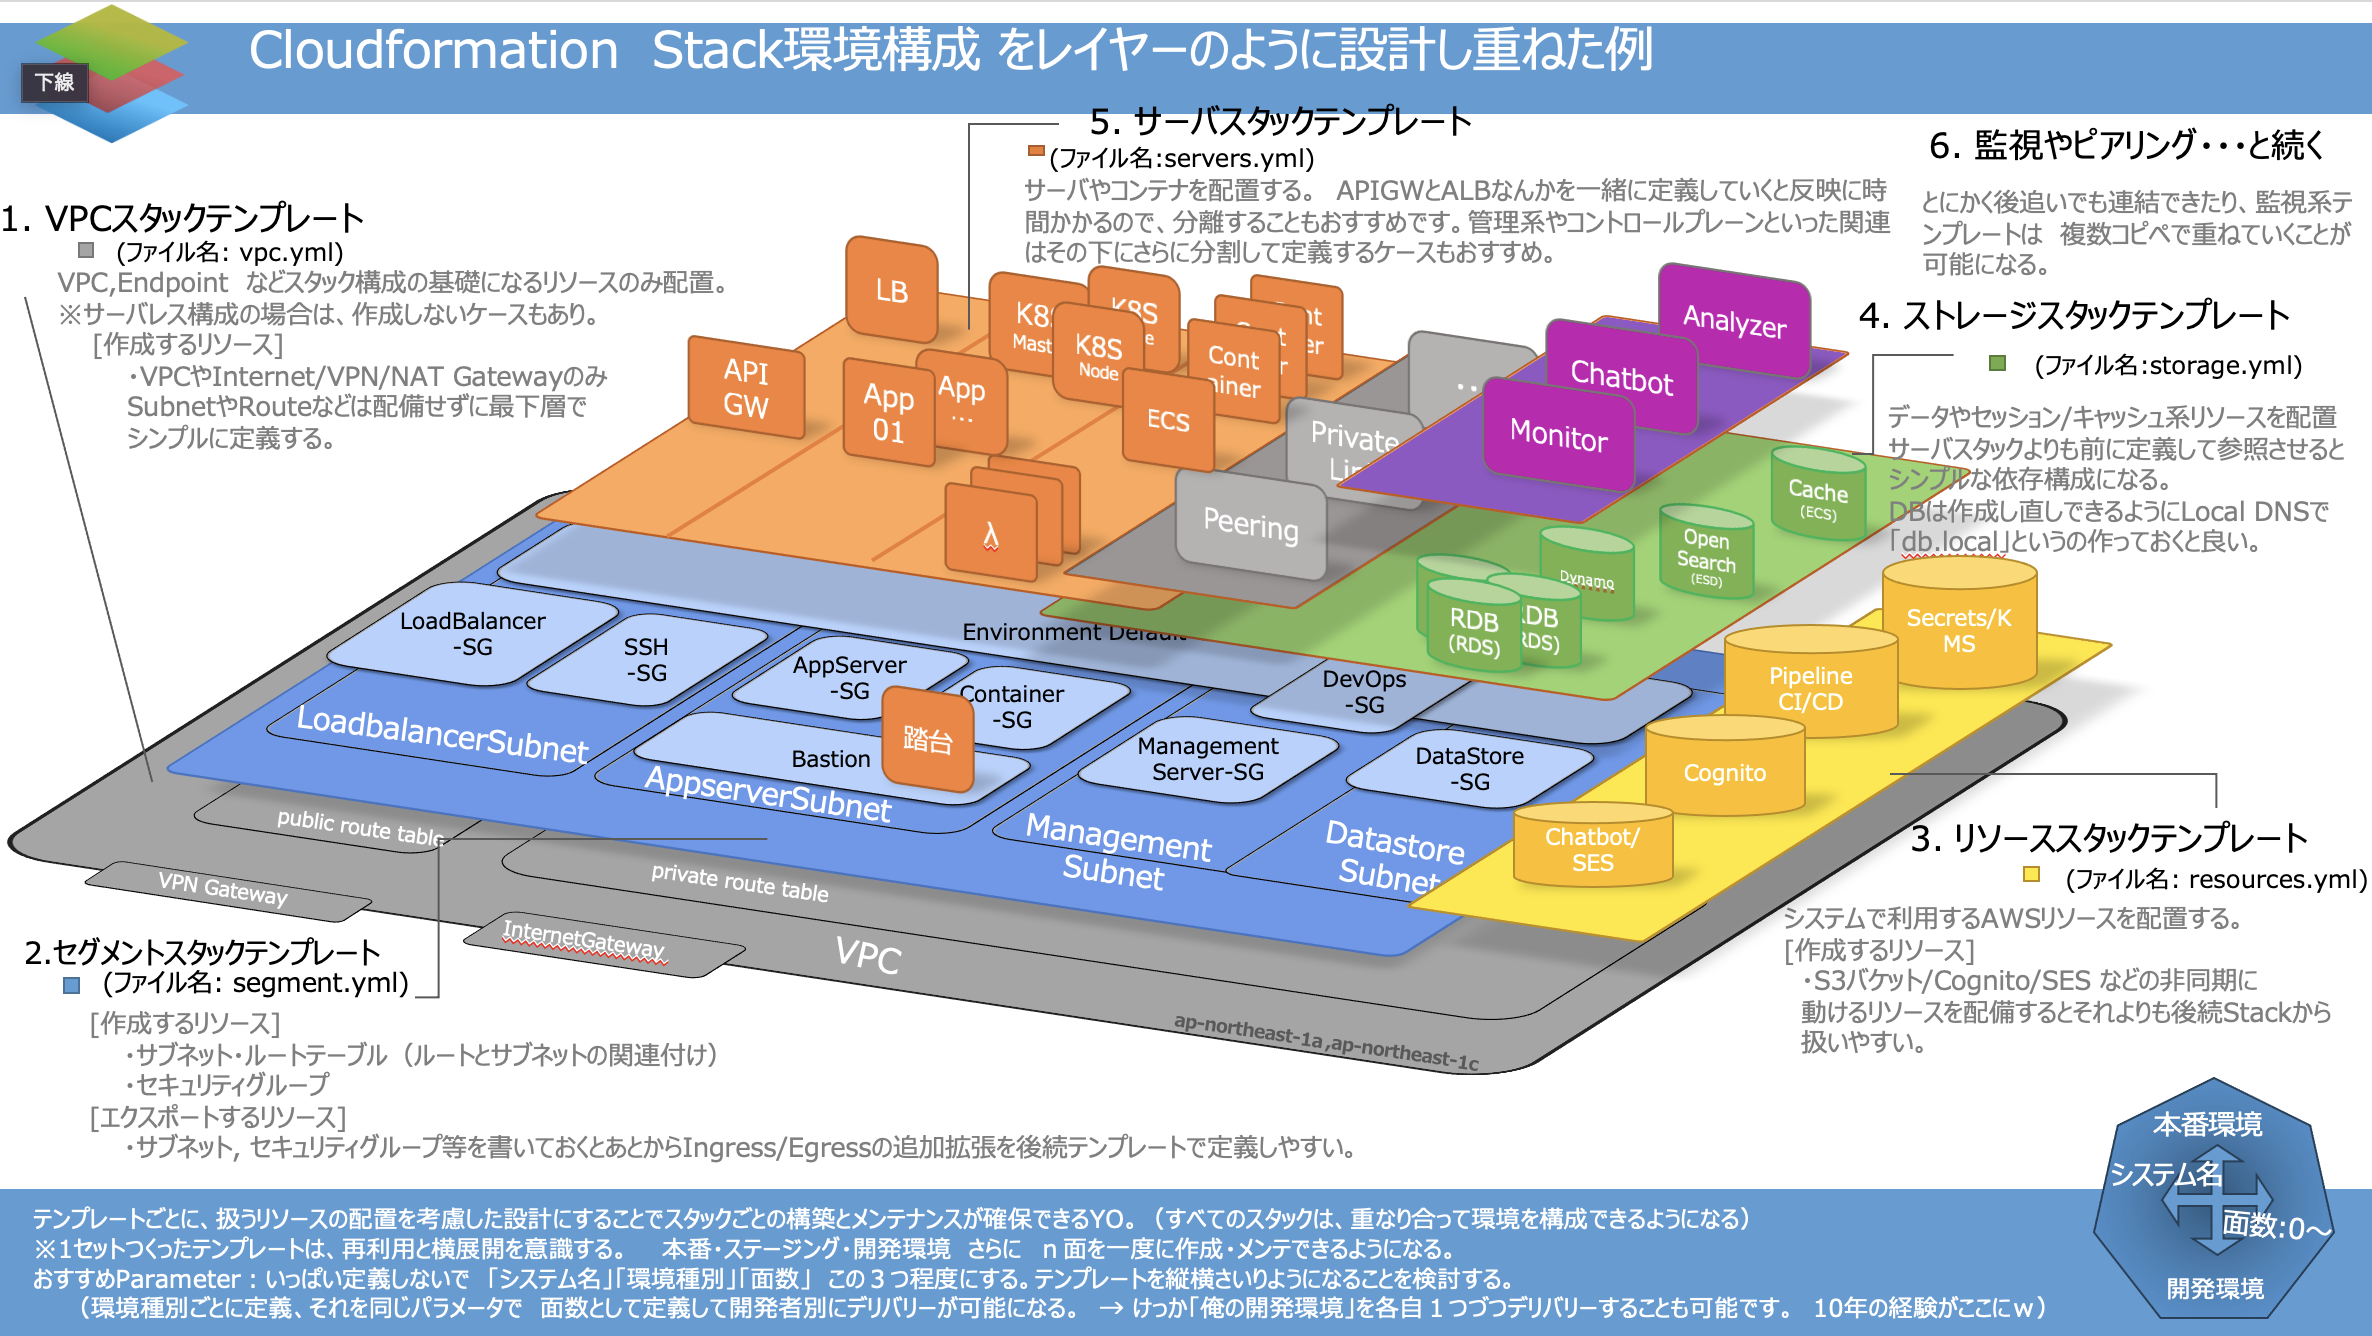 Cloudformation Stack環境構成 をレイヤーのように設計し重ねた例
下線
5. サーバスタックテンプレート
(ファイル名:servers.yml)
サーバやコンテナを配置する。 APIGWとALBなんかを一緒に定義していくと反映に時
間かかるので、分離することもおすすめです。管理系やコントロールプレーンといった関連
はその下にさらに分割して定義するケースもおすすめ。
6. 監視やピアリング・・・と続く
とにかく後追いでも連結できたり、監視系テ
ンプレートは 複数コピペで重ねていくことが
可能になる。
1. VPCスタックテンプレート
(ファイル名: vpc.yml)
VPC,Endpoint などスタック構成の基礎になるリソースのみ配置。
※サーバレス構成の場合は、作成しないケースもあり。
[作成するリソース]
・VPCやInternet/VPN/NAT Gatewayのみ
SubnetやRouteなどは配備せずに最下層で
シンプルに定義する。
4. ストレージスタックテンプレート
(ファイル名:storage.yml)
データやセッション/キャッシュ系リソースを配置
サーバスタックよりも前に定義して参照させると
シンプルな依存構成になる。
DBは作成し直しできるようにLocal DNSで
「db.local」というの作っておくと良い。
LB
API
GW
App
01
App
...
K8S
Mast
K8S
K8S
Node
Cont
ainer
ECS
λ
...
Private
Peering
Analyzer
Chatbot
Monitor
Cache
(ECS)
Open
Search
(ESD)
Dynamo
RDB
(RDS)
RDB
(RDS)
Secrets/K
MS
Pipeline
CI/CD
Cognito
Chatbot/
SES
Environment Default
LoadBalancer
-SG
SSH
-SG
AppServer
-SG
Container
-SG
DevOps
-SG
Bastion
踏台
Management
Server-SG
DataStore
-SG
LoadbalancerSubnet
AppserverSubnet
Management
Subnet
Datastore
Subnet
public route table
private route table
VPN Gateway
InternetGateway
VPC
ap-northeast-1a,ap-northeast-1c
3. リソーススタックテンプレート
(ファイル名: resources.yml)
システムで利用するAWSリソースを配置する。
[作成するリソース]
・S3バケット/Cognito/SES などの非同期に
動けるリソースを配備するとそれよりも後続Stackから
扱いやすい。
2.セグメントスタックテンプレート
(ファイル名: segment.yml)
[作成するリソース]
・サブネット・ルートテーブル（ルートとサブネットの関連付け）
・セキュリティグループ
[エクスポートするリソース]
・サブネット, セキュリティグループ等を書いておくとあとからIngress/Egressの追加拡張を後続テンプレートで定義しやすい。
本番環境
システム名
面数:0～
開発環境
テンプレートごとに、扱うリソースの配置を考慮した設計にすることでスタックごとの構築とメンテナンスが確保できるYO。（すべてのスタックは、重なり合って環境を構成できるようになる）
※1セットつくったテンプレートは、再利用と横展開を意識する。 本番・ステージング・開発環境 さらに n 面を一度に作成・メンテできるようになる。
おすすめParameter : いっぱい定義しないで 「システム名」「環境種別」「面数」 この３つ程度にする。テンプレートを縦横さいりようになることを検討する。
（環境種別ごとに定義、それを同じパラメータで 面数として定義して開発者別にデリバリーが可能になる。 → けっか「俺の開発環境」を各自１つづつデリバリーすることも可能です。 10年の経験がここにｗ）